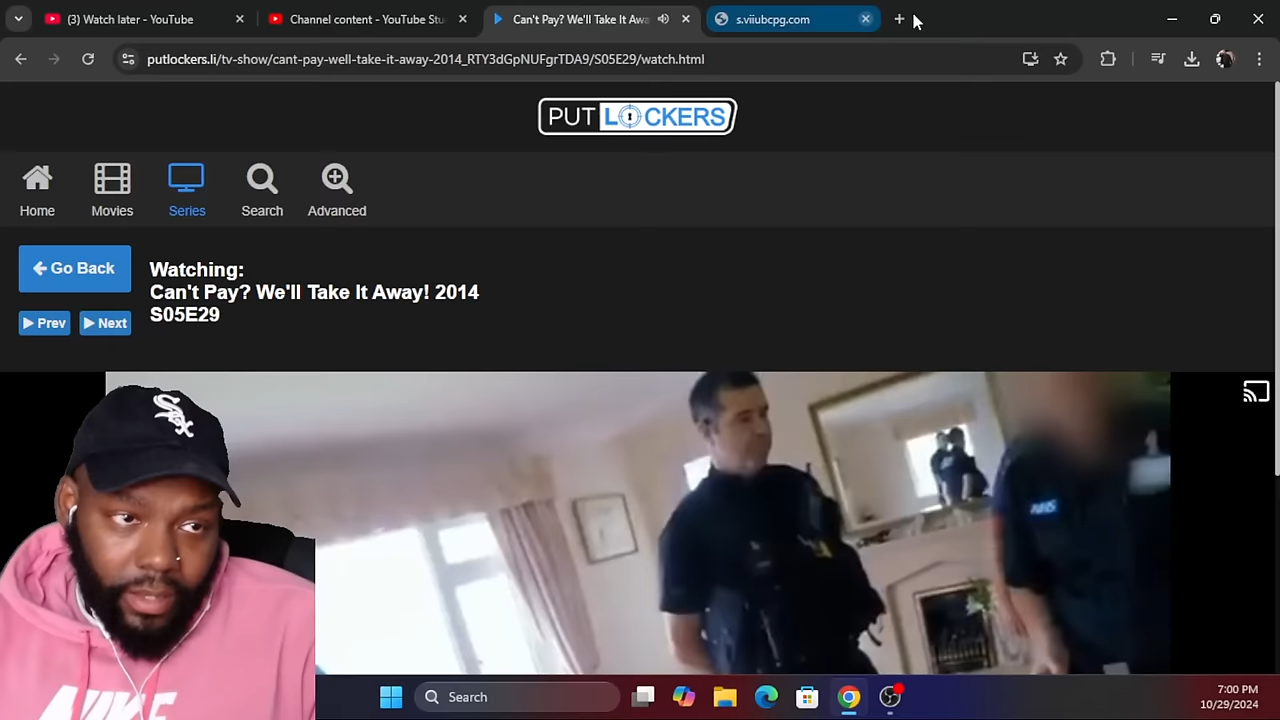 (3) Watch later - YouTube
Channel content - YouTube Stu
Can't Pay? We'll Take It Awa
s.viiubcpg.com
putlockers.li/tv-show/cant-pay-well-take-it-away-2014_RTY3dGpNUFgrTDA9/S05E29/watch.html
PUT LOCKERS
Home
Movies
Series
Search
Advanced
Go Back
Watching:
Can't Pay? We'll Take It Away! 2014
S05E29
Prev
Next
SOX
NHS
NIKE
Search
7:00 PM
10/29/2024